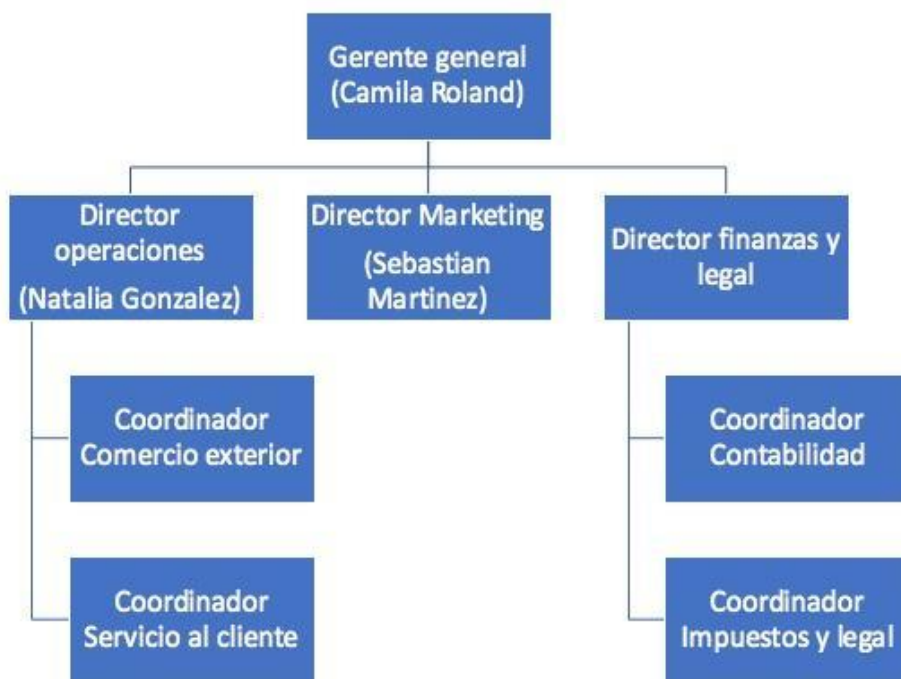 Gerente general
(Camila Roland)
Director
operaciones
(Natalia Gonzalez)
Director Marketing
(Sebastian
Martinez)
Director finanzas y
legal
Coordinador
Comercio exterior
Coordinador
Servicio al cliente
Coordinador
Contabilidad
Coordinador
Impuestos y legal